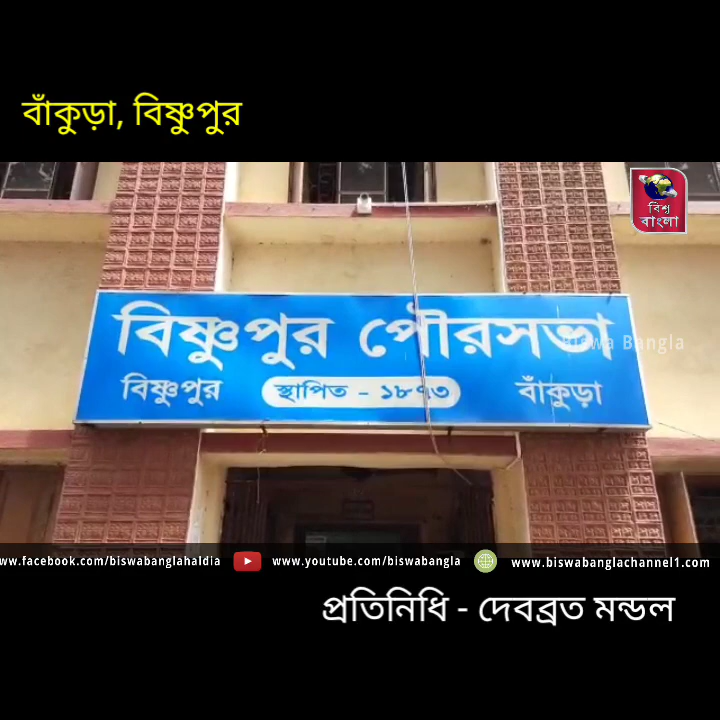 বাঁকুড়া, বিষ্ণুপুর
বিশ্ব
বাংলা
বিষ্ণুপুর পৌরসভা
Biswa Bangla
বিষ্ণুপুর স্থাপিত - ১৮৭৩ বাঁকুড়া
ww.facebook.com/biswabanglahaldia www.youtube.com/biswabangla www.biswabanglachannel1.com
প্রতিনিধি - দেবব্রত মন্ডল